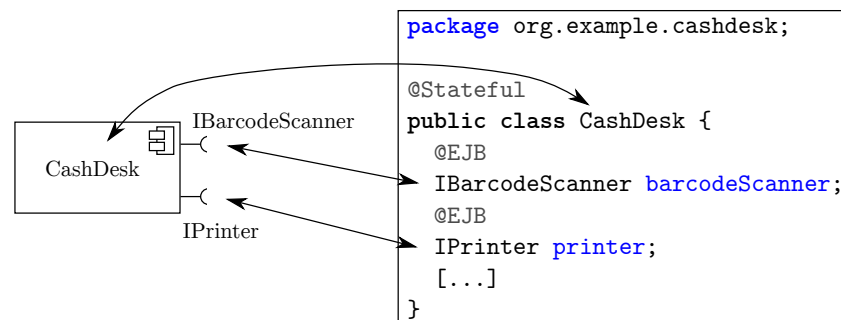 IBarcodeScanner
CashDesk
IPrinter
package org.example.cashdesk;
@Stateful
public class CashDesk {
@EJB
IBarcodeScanner barcodeScanner;
@EJB
IPrinter printer;
[...]
}